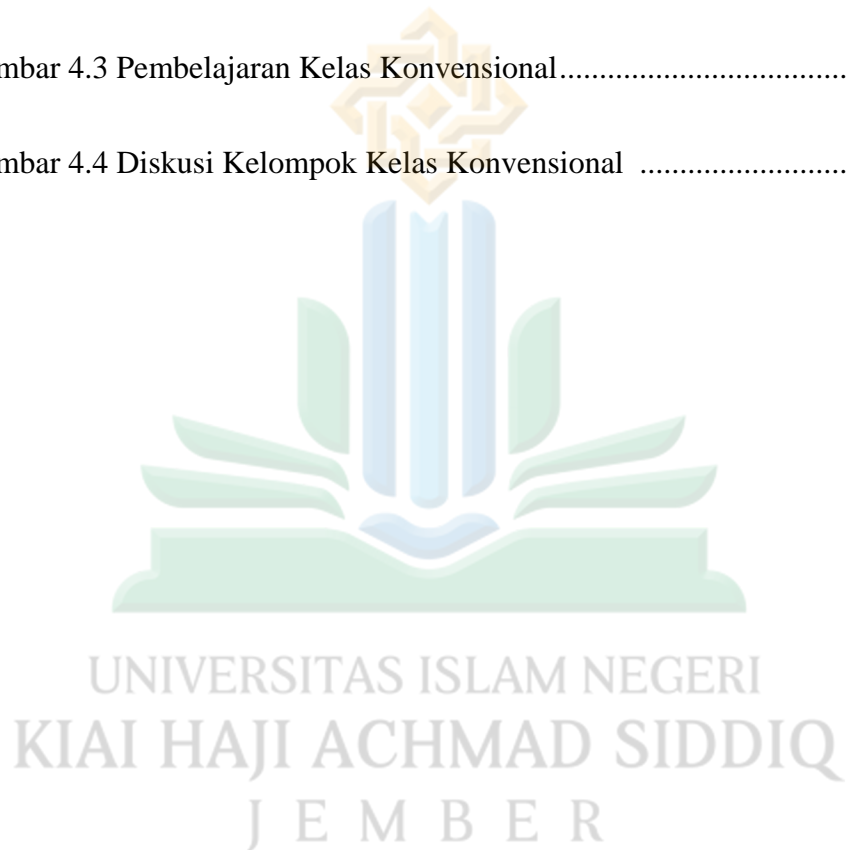 mbar 4.3 Pembelajaran Kelas Konvensional....................................
mbar 4.4 Diskusi Kelompok Kelas Konvensional ..........................
UNIVERSITAS ISLAM NEGERI
KIAI HAJI ACHMAD SIDDIQ
JEMBER